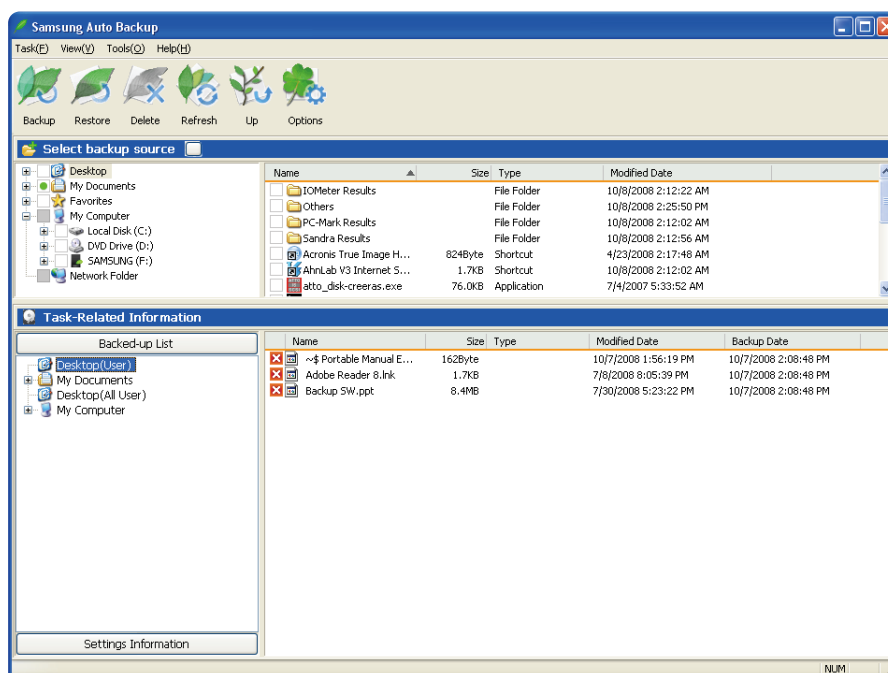 Samsung Auto Backup
Task(F) View(V) Tools(O) Help(H)
Backup Restore Delete Refresh Up Options
Select backup source
Desktop
My Documents
Favorites
My Computer
Local Disk (C:)
DVD Drive (D:)
SAMSUNG (F:)
Network Folder
Name Size Type Modified Date
IOMeter Results File Folder 10/8/2008 2:12:22 AM
Others File Folder 10/8/2008 2:25:50 PM
PC-Mark Results File Folder 10/8/2008 2:12:02 AM
Sandra Results File Folder 10/8/2008 2:12:56 AM
Acronis True Image H... 824Byte Shortcut 4/23/2008 2:17:48 AM
AhnLab V3 Internet S... 1.7KB Shortcut 10/8/2008 2:12:02 AM
atto_disk-creeras.exe 76.0KB Application 7/4/2007 5:33:52 AM
Task-Related Information
Backed-up List
Desktop(User)
My Documents
Desktop(All User)
My Computer
Settings Information
Name Size Type Modified Date Backup Date
~$ Portable Manual E... 162Byte 10/7/2008 1:56:19 PM 10/7/2008 2:08:48 PM
Adobe Reader 8.lnk 1.7KB 7/8/2008 8:05:39 PM 10/7/2008 2:08:48 PM
Backup SW.ppt 8.4MB 7/30/2008 5:23:22 PM 10/7/2008 2:08:48 PM
NUM